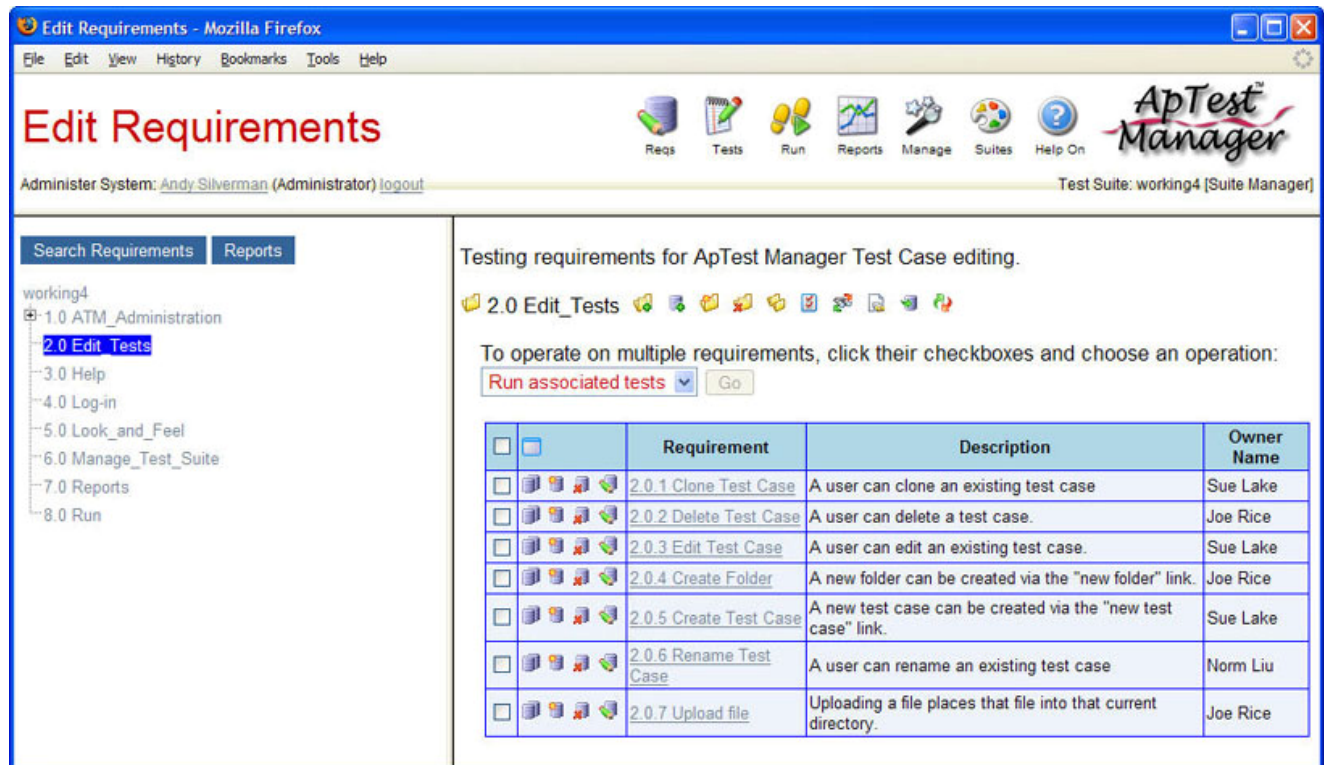 Edit Requirements - Mozilla Firefox
File Edit View History Bookmarks Tools Help
Edit Requirements
Reqs Tests Run Reports Manage Suites Help On
ApTest™
Manager
Administer System: Andy Silverman (Administrator) logout
Test Suite: working4 [Suite Manager]
Search Requirements Reports
working4
1.0 ATM_Administration
2.0 Edit_Tests
3.0 Help
4.0 Log-in
5.0 Look_and_Feel
6.0 Manage_Test_Suite
7.0 Reports
8.0 Run
Testing requirements for ApTest Manager Test Case editing.
2.0 Edit_Tests
To operate on multiple requirements, click their checkboxes and choose an operation:
Run associated tests Go
Requirement Description Owner
Name
2.0.1 Clone Test Case A user can clone an existing test case Sue Lake
2.0.2 Delete Test Case A user can delete a test case. Joe Rice
2.0.3 Edit Test Case A user can edit an existing test case. Sue Lake
2.0.4 Create Folder A new folder can be created via the "new folder" link. Joe Rice
2.0.5 Create Test Case A new test case can be created via the "new test
case" link. Sue Lake
2.0.6 Rename Test
Case A user can rename an existing test case Norm Liu
2.0.7 Upload file Uploading a file places that file into that current
directory. Joe Rice